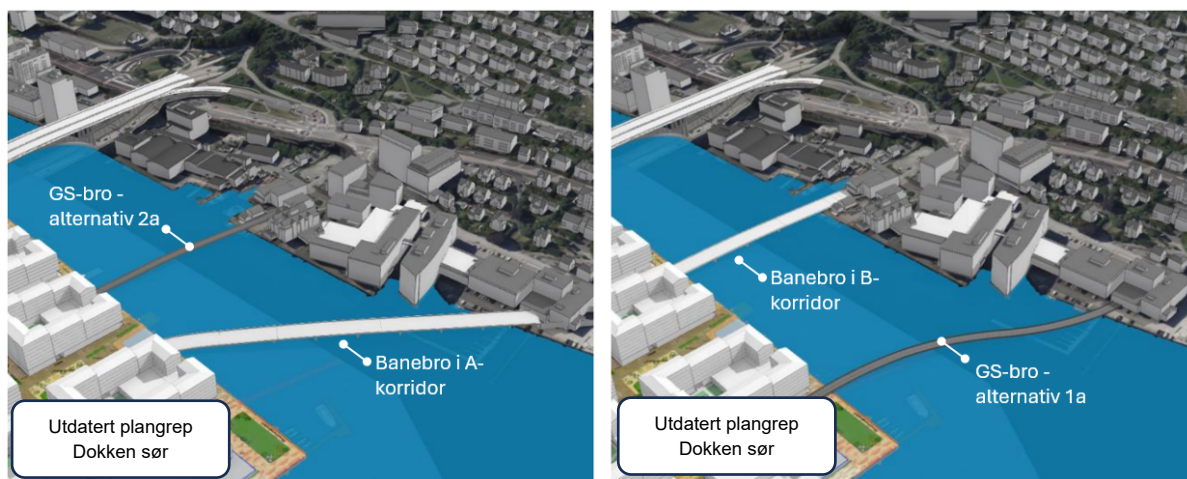 GS-bro -
alternativ 2a
Banebro i A-
korridor
Utdatert plangrep
Dokken sør
Banebro i B-
korridor
GS-bro -
alternativ 1a
Utdatert plangrep
Dokken sør